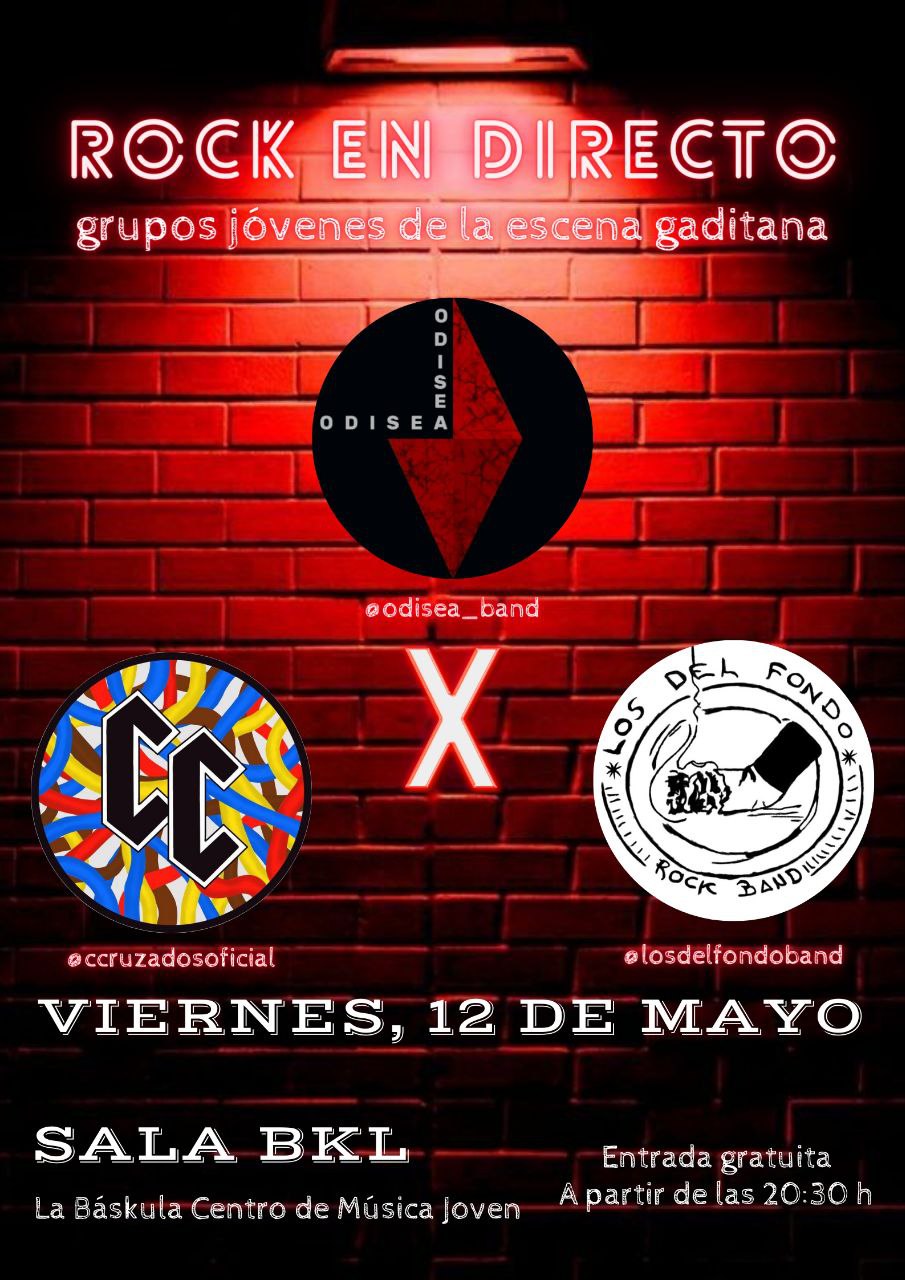 ROCK EN DIRECTO
grupos jóvenes de la escena gaditana
ODISEA
ODISEA
@odisea_band
X
CC
LOS DEL FONDO
ROCK BAND
@ccruzadosoficial
@losdelfondoband
VIERNES, 12 DE MAYO
SALA BKL
La Báskula Centro de Música Joven
Entrada gratuita
A partir de las 20:30 h